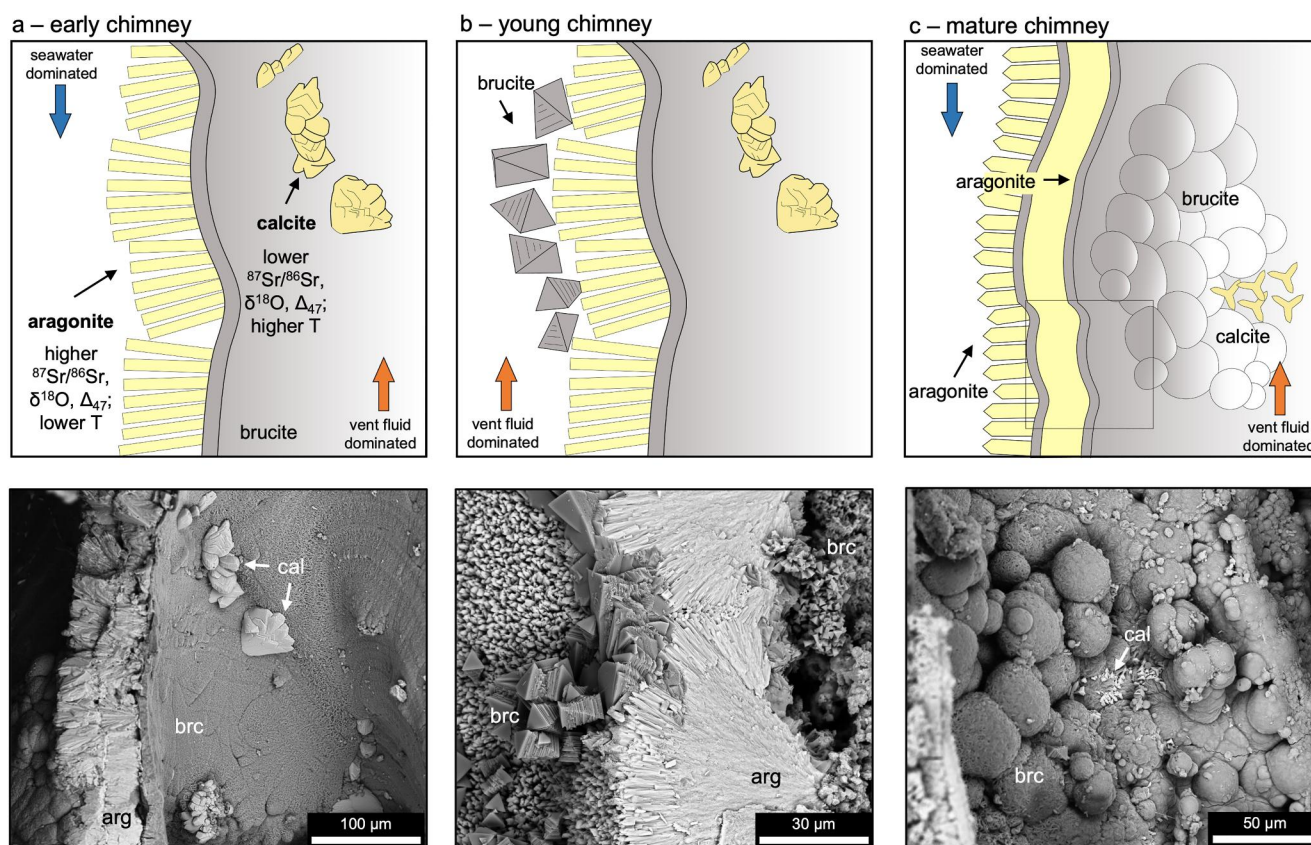 a – early chimney
seawater
dominated
calcite
lower
⁸⁷Sr/⁸⁶Sr,
δ¹⁸O, Δ₄₇;
higher T
aragonite
higher
⁸⁷Sr/⁸⁶Sr,
δ¹⁸O, Δ₄₇;
lower T
brucite
vent fluid
dominated
b – young chimney
brucite
vent fluid
dominated
c – mature chimney
seawater
dominated
aragonite
brucite
calcite
aragonite
vent fluid
dominated
cal
brc
arg
100 µm
brc
brc
arg
30 µm
cal
brc
50 µm